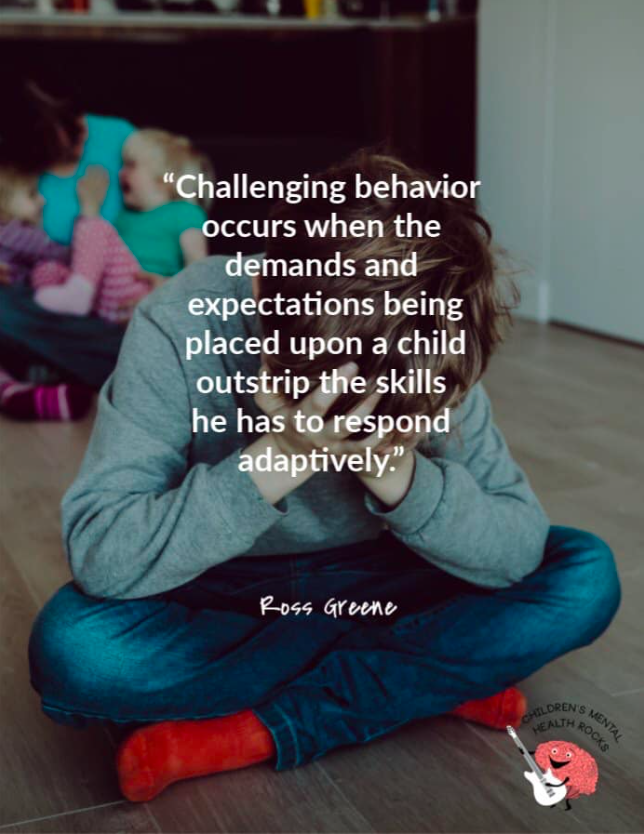 “Challenging behavior
occurs when the
demands and
expectations being
placed upon a child
outstrip the skills
he has to respond
adaptively.”
Ross Greene
CHILDREN'S MENTAL
HEALTH ROCKS